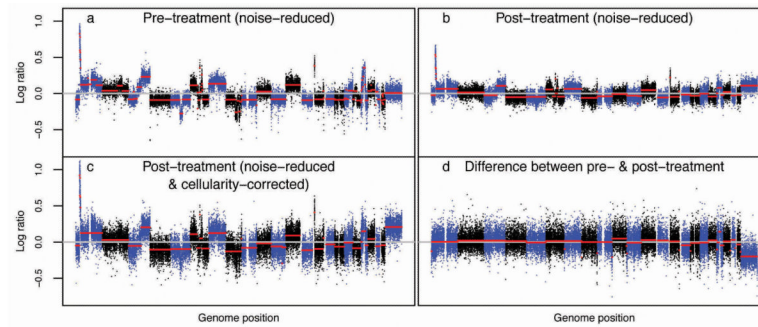 a Pre-treatment (noise-reduced)
b Post-treatment (noise-reduced)
1.0
0.5
0.0
-0.5
Log ratio
c Post-treatment (noise-reduced
& cellularity-corrected)
d Difference between pre- & post-treatment
1.0
0.5
0.0
-0.5
Log ratio
Genome position
Genome position